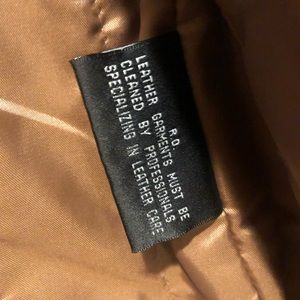 R.O.
LEATHER GARMENTS MUST BE
CLEANED BY PROFESSIONALS
SPECIALIZING IN LEATHER CARE